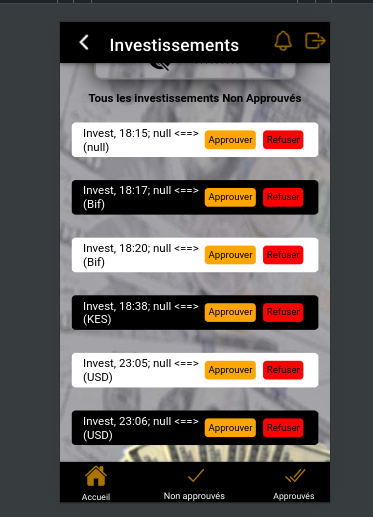 Investissements
Tous les investissements Non Approuvés
Invest, 18:15; null <==>
(null)
Approuver
Refuser
Invest, 18:17; null <==>
(Bif)
Approuver
Refuser
Invest, 18:20; null <==>
(Bif)
Approuver
Refuser
Invest, 18:38; null <==>
(KES)
Approuver
Refuser
Invest, 23:05; null <==>
(USD)
Approuver
Refuser
Invest, 23:06; null <==>
(USD)
Approuver
Refuser
Accueil
Non approuvés
Approuvés